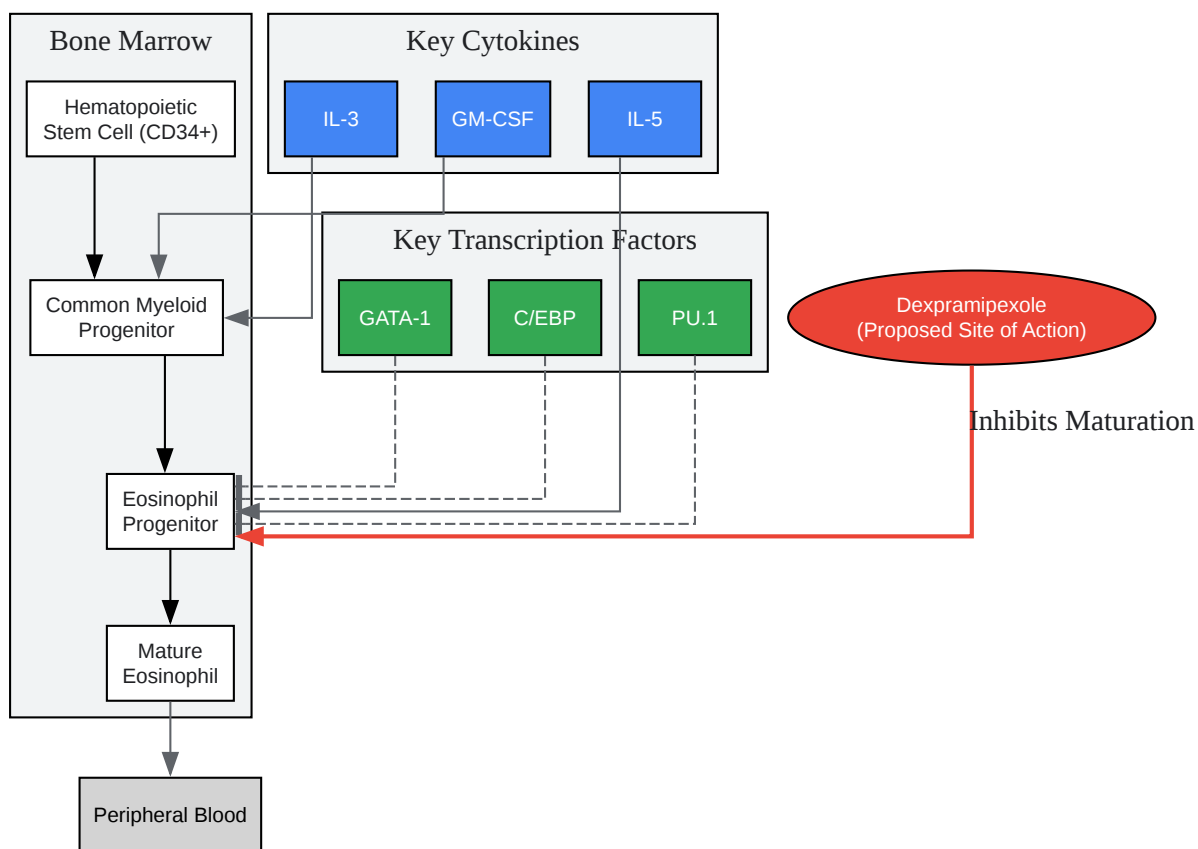 Bone Marrow
Key Cytokines
Hematopoietic
Stem Cell (CD34+)
IL-3
GM-CSF
IL-5
Key Transcription Factors
Common Myeloid
Progenitor
GATA-1
C/EBP
PU.1
Dexpramipexole
(Proposed Site of Action)
Inhibits Maturation
Eosinophil
Progenitor
Mature
Eosinophil
Peripheral Blood